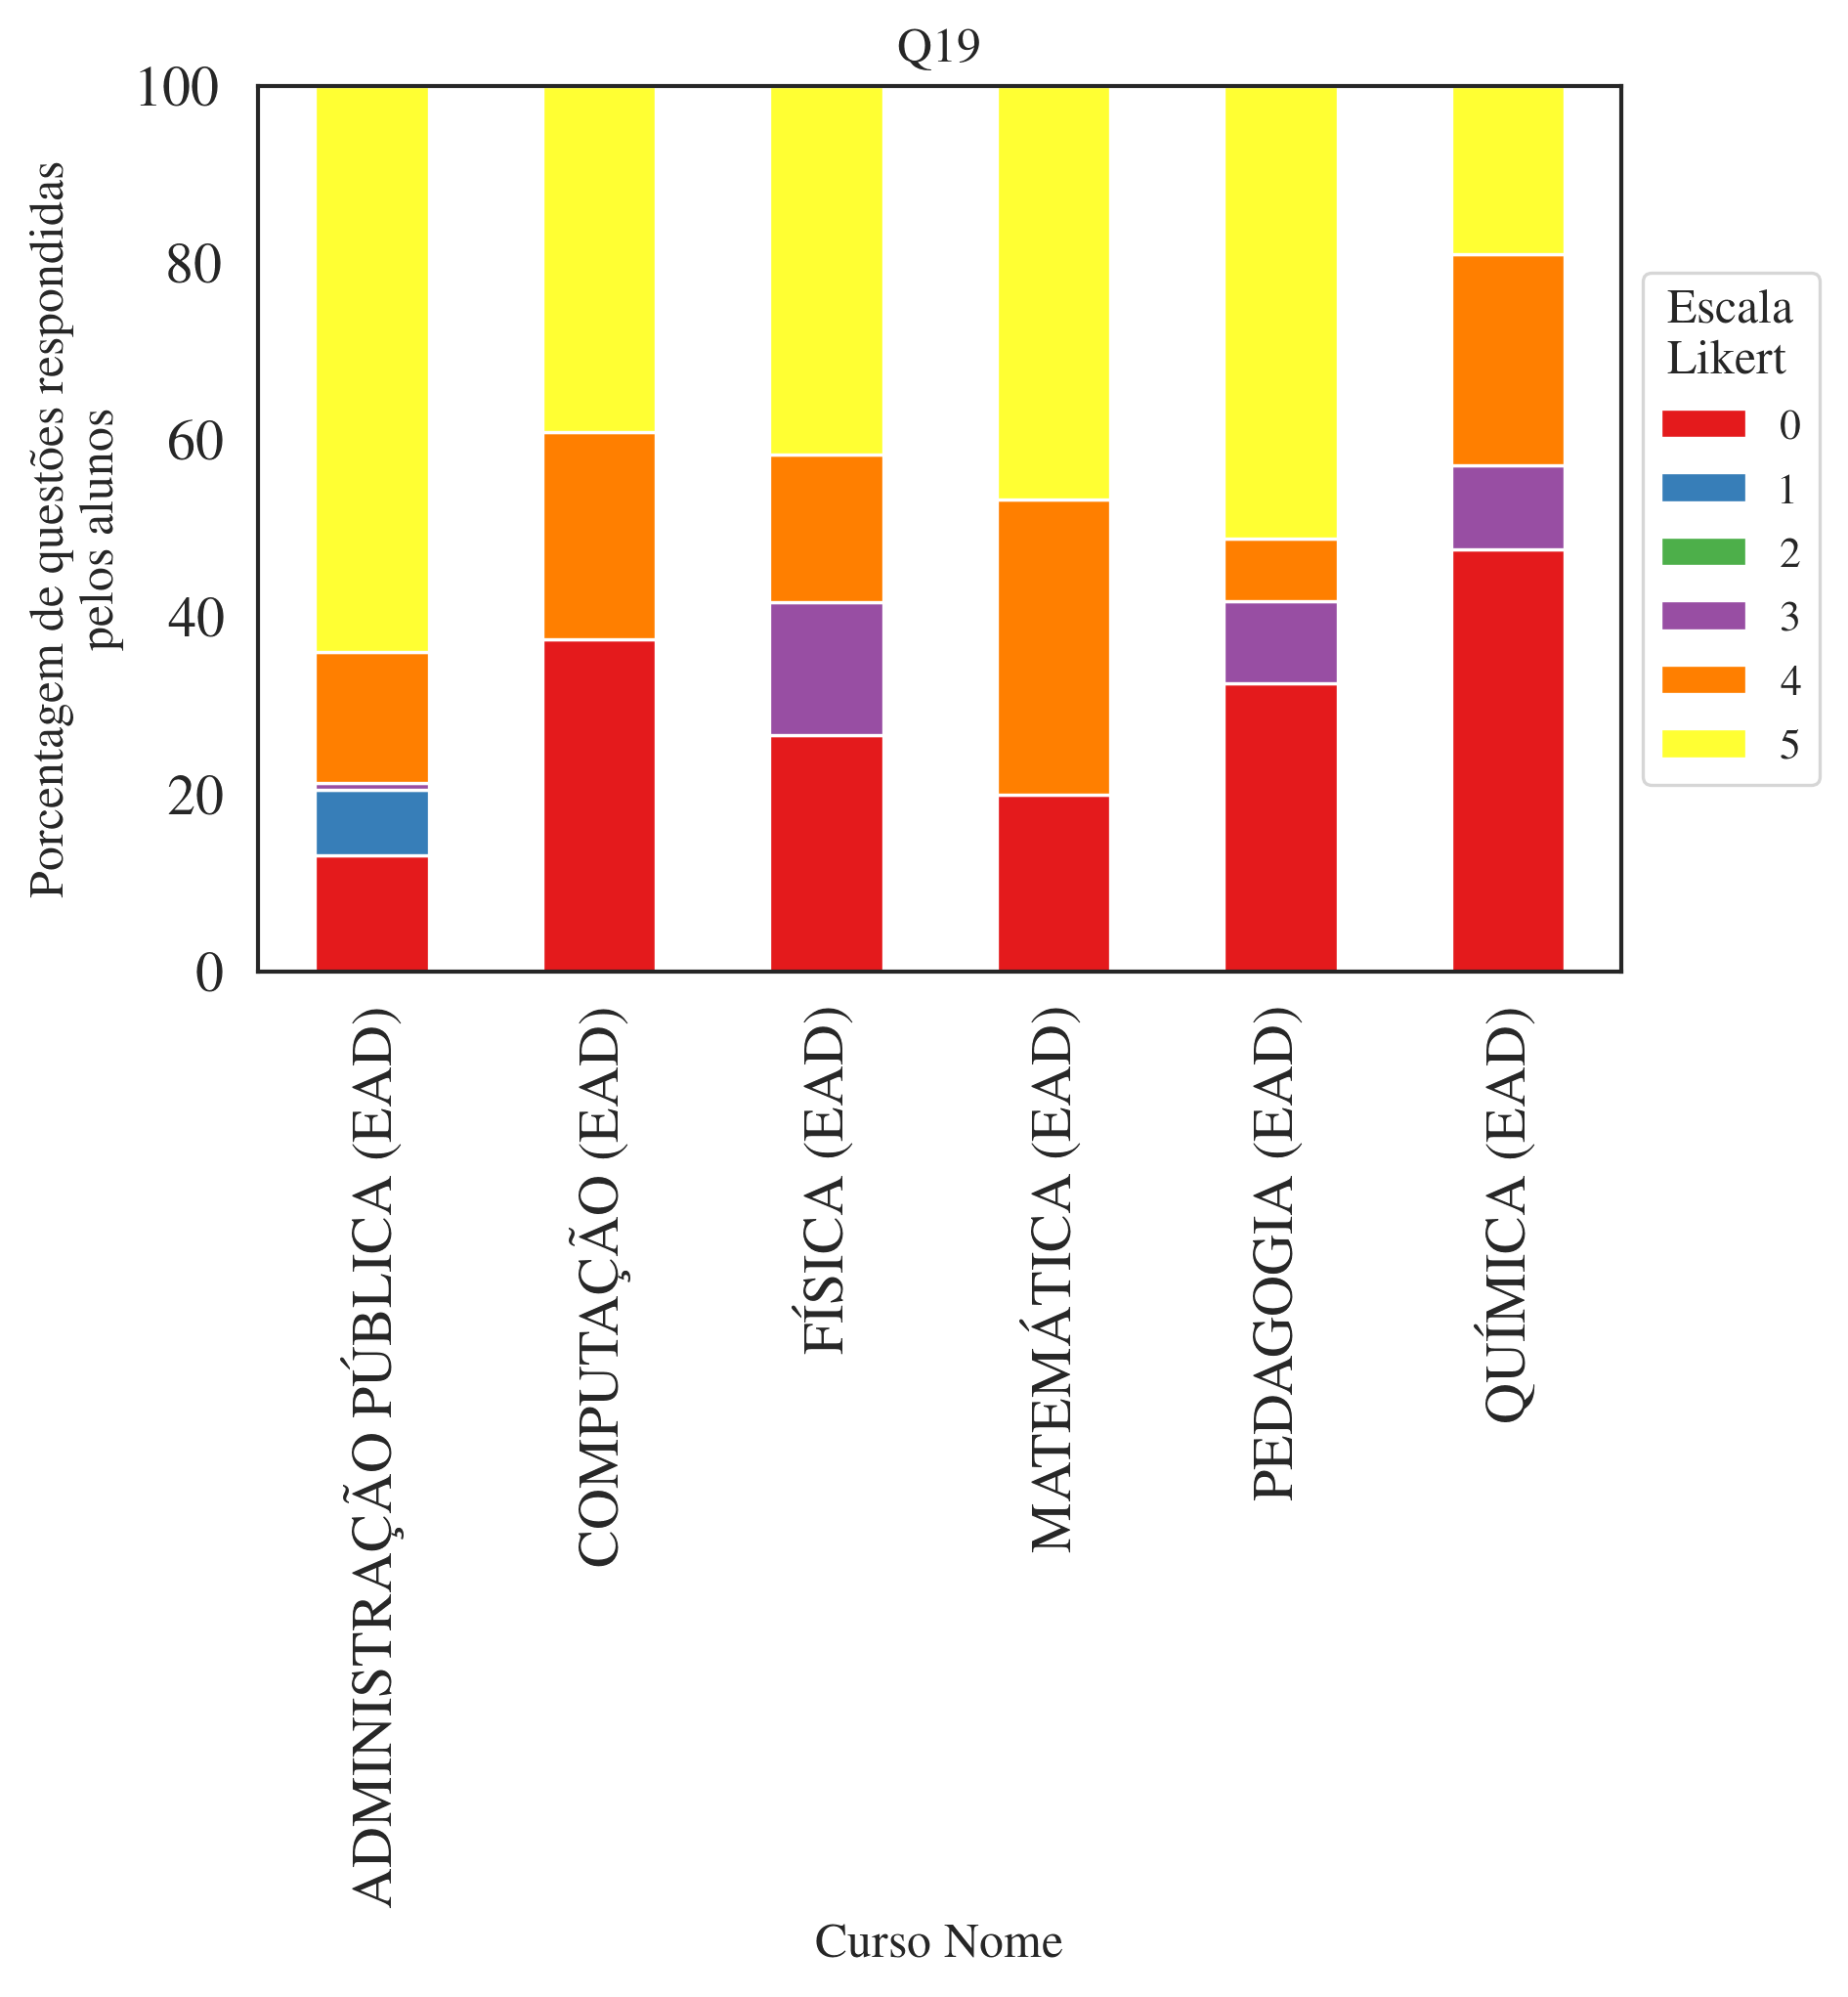 Q19
100
80
60
40
20
0
Porcentagem de questões respondidas
pelos alunos
Escala
Likert
0
1
2
3
4
5
ADMINISTRAÇÃO PÚBLICA (EAD)
COMPUTAÇÃO (EAD)
FÍSICA (EAD)
MATEMÁTICA (EAD)
PEDAGOGIA (EAD)
QUÍMICA (EAD)
Curso Nome